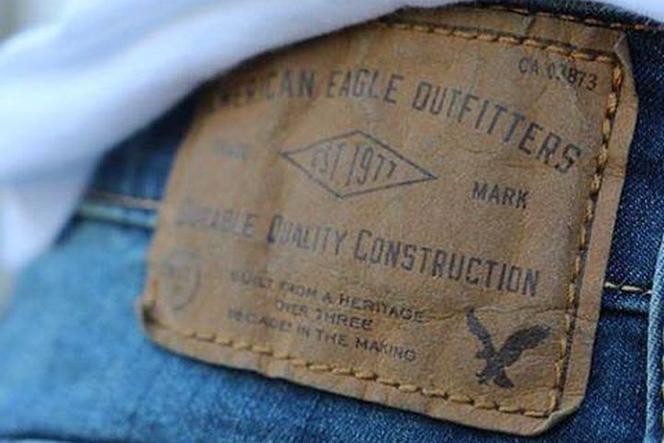 CA 03873
AMERICAN EAGLE OUTFITTERS
EST 1977
MARK
DURABLE QUALITY CONSTRUCTION
BUILT FROM A HERITAGE
OVER THREE
DECADES IN THE MAKING